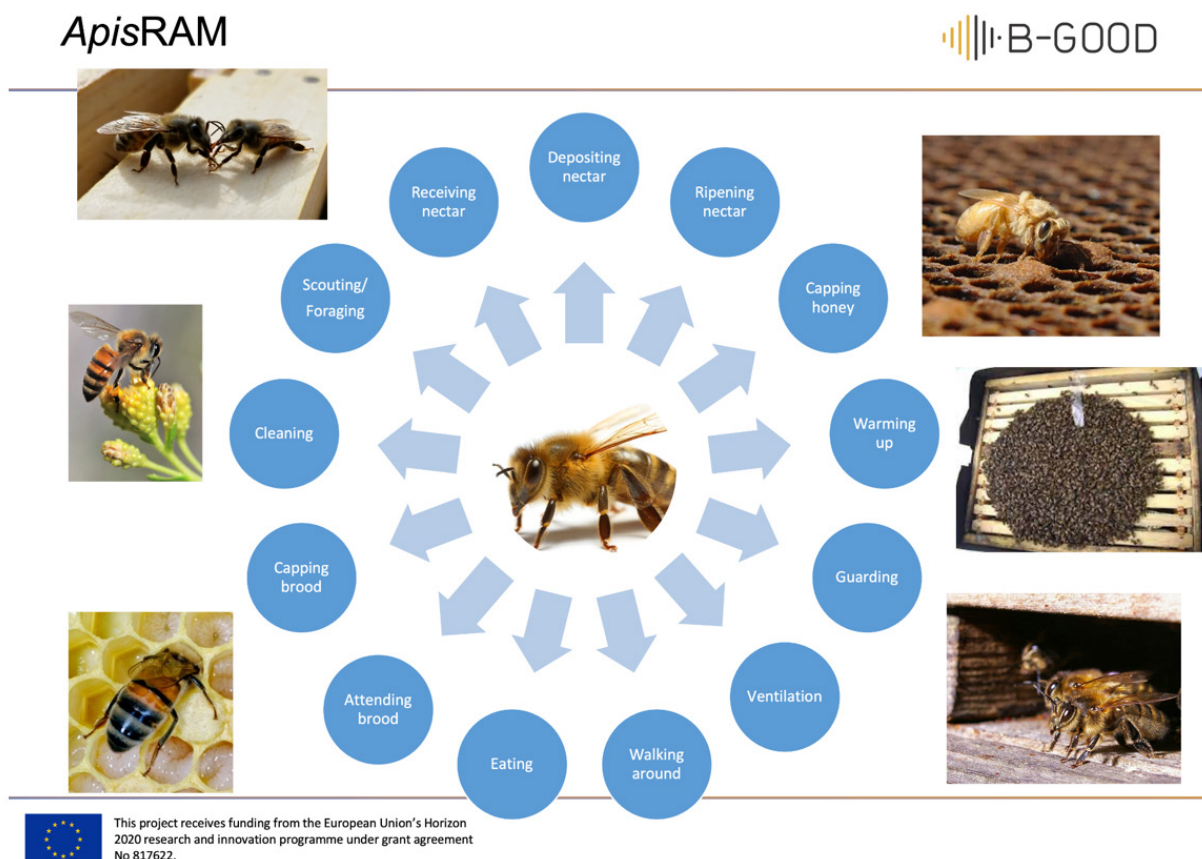 ApisRAM
B-GOOD
Depositing
nectar
Ripening
nectar
Capping
honey
Warming
up
Guarding
Ventilation
Walking
around
Eating
Attending
brood
Capping
brood
Cleaning
Scouting/
Foraging
Receiving
nectar
This project receives funding from the European Union's Horizon
2020 research and innovation programme under grant agreement
No 817622.